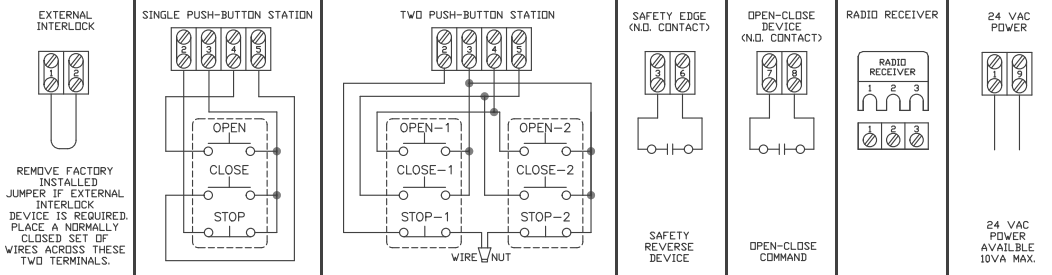 EXTERNAL
INTERLOCK
1 2
REMOVE FACTORY
INSTALLED
JUMPER IF EXTERNAL
INTERLOCK
DEVICE IS REQUIRED.
PLACE A NORMALLY
CLOSED SET OF
WIRES ACROSS THESE
TWO TERMINALS.
SINGLE PUSH-BUTTON STATION
2 3 4 5
OPEN
CLOSE
STOP
TWO PUSH-BUTTON STATION
2 3 4 5
OPEN-1
CLOSE-1
STOP-1
OPEN-2
CLOSE-2
STOP-2
WIRE NUT
SAFETY EDGE
(N.O. CONTACT)
3 6
SAFETY
REVERSE
DEVICE
OPEN-CLOSE
DEVICE
(N.O. CONTACT)
7 8
OPEN-CLOSE
COMMAND
RADIO RECEIVER
RADIO
RECEIVER
1 2 3
1 2 3
24 VAC
POWER
1 9
24 VAC
POWER
AVAILBLE
10VA MAX.